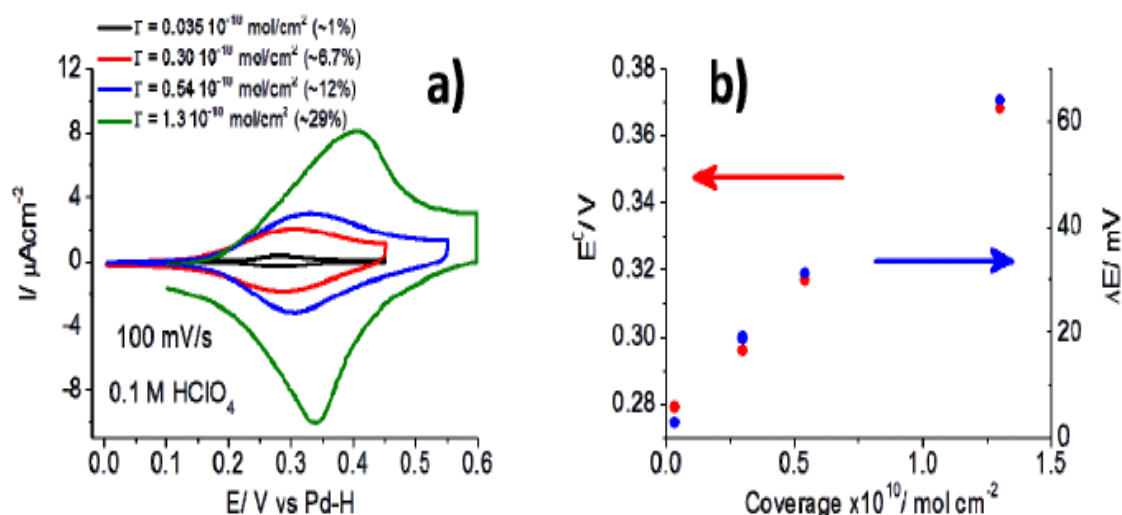 Γ = 0.035 10⁻¹⁰ mol/cm² (~1%)
Γ = 0.30 10⁻¹⁰ mol/cm² (~6.7%)
Γ = 0.54 10⁻¹⁰ mol/cm² (~12%)
Γ = 1.3 10⁻¹⁰ mol/cm² (~29%)
a)
12
8
4
0
-4
-8
I/ μAcm⁻²
100 mV/s
0.1 M HClO₄
0.0 0.1 0.2 0.3 0.4 0.5 0.6
E/ V vs Pd-H
b)
0.38
0.36
0.34
0.32
0.30
0.28
E⁰/ V
60
40
20
0
ΔE/ mV
0.0 0.5 1.0 1.5
Coverage x10¹⁰/ mol cm⁻²